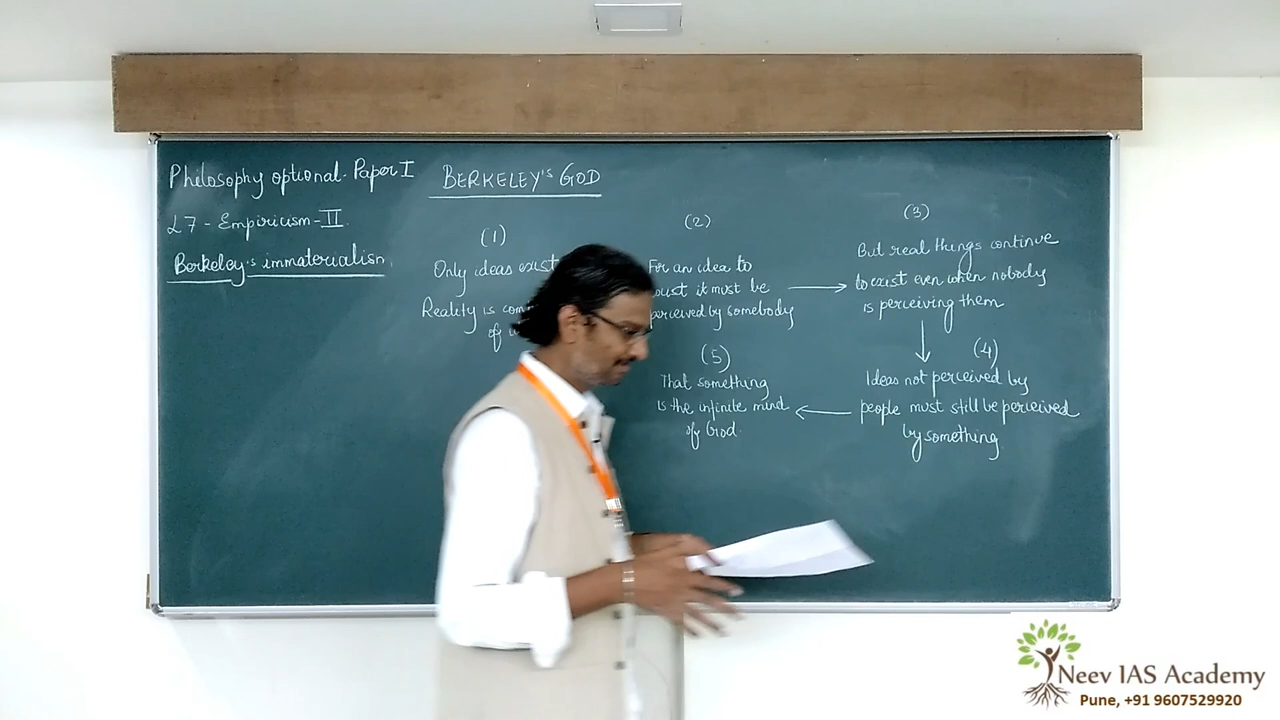 Philosophy optional - Paper I
L7 - Empiricism - II
Berkeley's immaterialism
BERKELEY'S GOD
(1)
Only ideas exist
Reality is
of
(2)
For an idea to
exist it must be
perceived by somebody
(3)
But real things continue
to exist even when nobody
is perceiving them
(4)
Ideas not perceived by
people must still be perceived
by something
(5)
That something
is the infinite mind
of God.
Neev IAS Academy
Pune, +91 9607529920